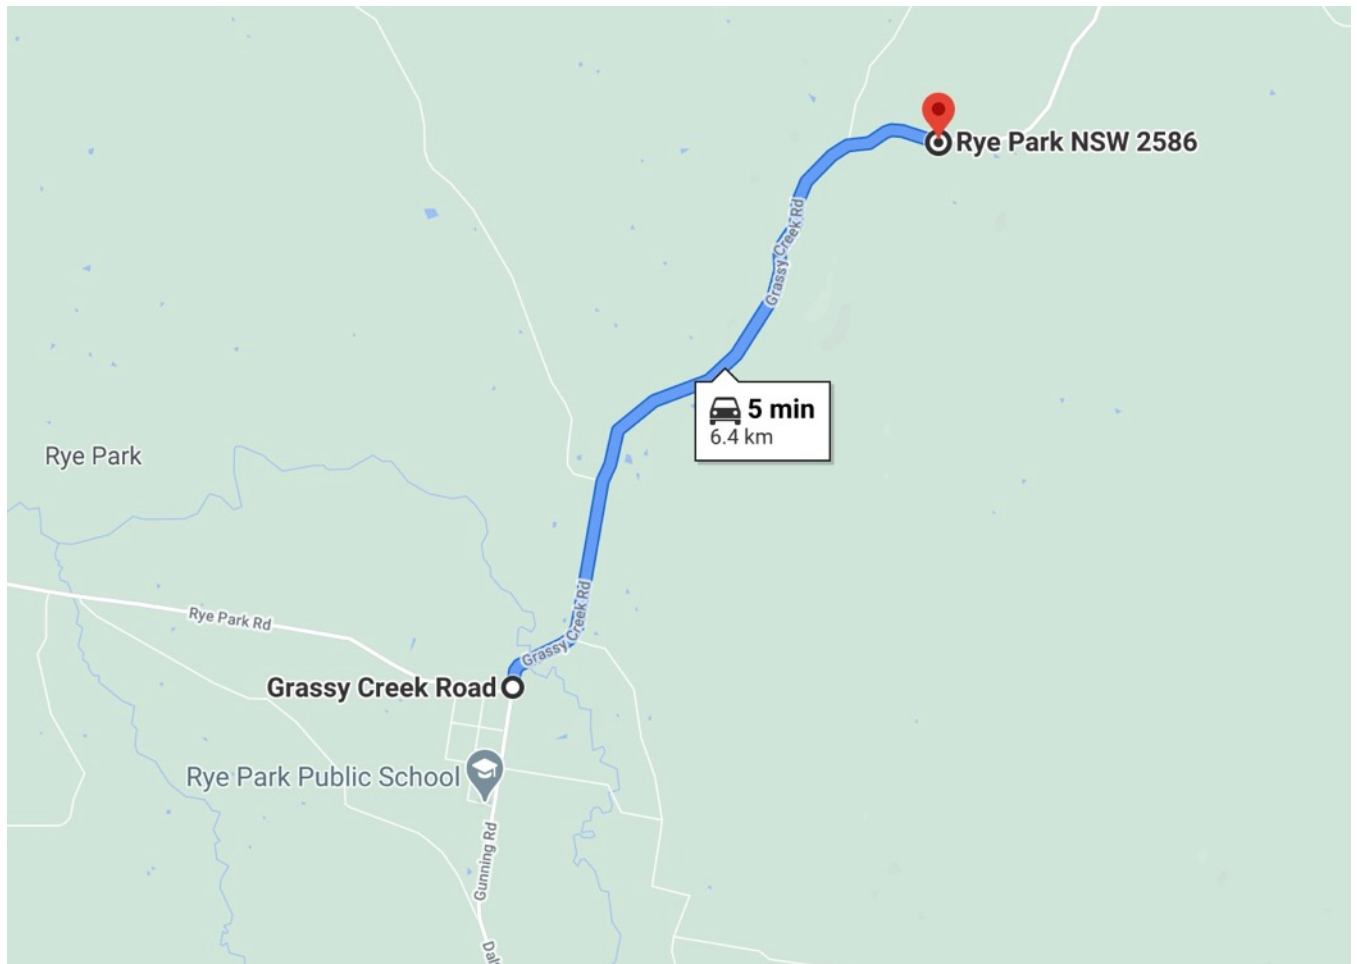 Rye Park NSW 2586
Grassy Creek Rd
5 min
6.4 km
Rye Park
Grassy Creek Rd
Rye Park Rd
Grassy Creek Road
Rye Park Public School
Gunning Rd